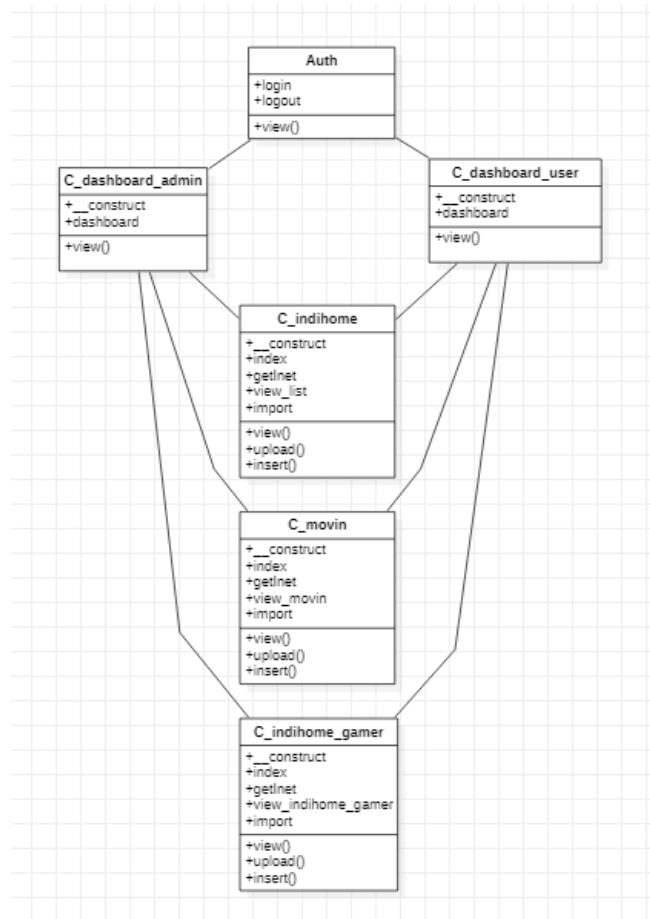 Auth
+login
+logout
+view()
C_dashboard_admin
+__construct
+dashboard
+view()
C_dashboard_user
+__construct
+dashboard
+view()
C_indihome
+__construct
+index
+getInet
+view_list
+import
+view()
+upload()
+insert()
C_movin
+__construct
+index
+getInet
+view_movin
+import
+view()
+upload()
+insert()
C_indihome_gamer
+__construct
+index
+getInet
+view_indihome_gamer
+import
+view()
+upload()
+insert()